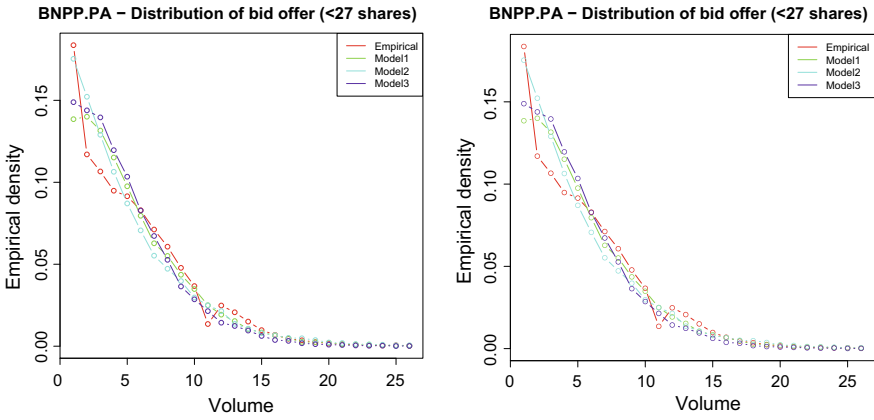 BNPP.PA − Distribution of bid offer (<27 shares)
Empirical
Model1
Model2
Model3
Empirical density
0.15
0.10
0.05
0.00
0 5 10 15 20 25
Volume
BNPP.PA − Distribution of bid offer (<27 shares)
Empirical
Model1
Model2
Model3
Empirical density
0.15
0.10
0.05
0.00
0 5 10 15 20 25
Volume